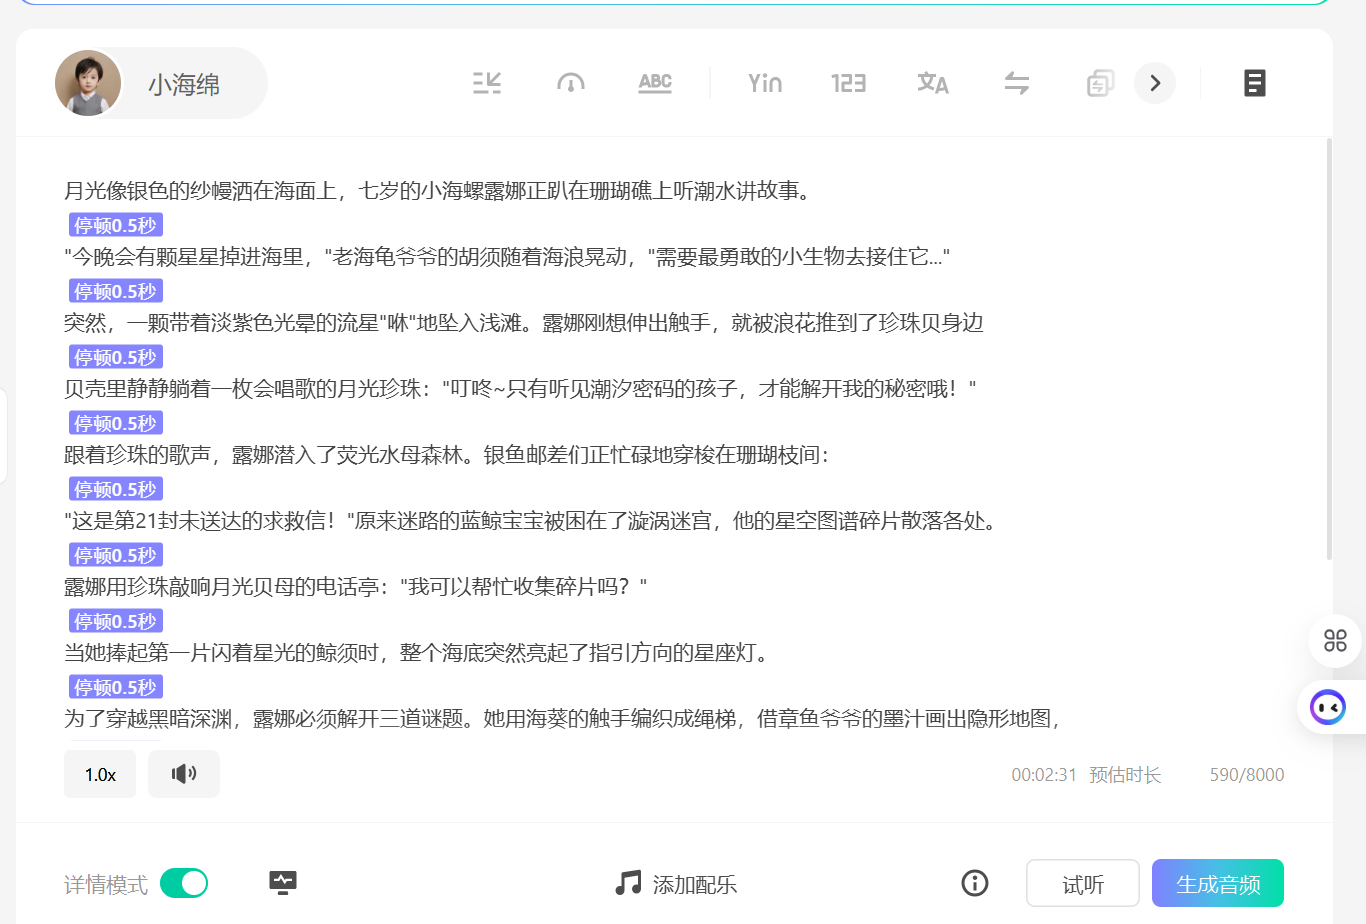 小海绵
ABC
Yin
123
文A
月光像银色的纱幔洒在海面上，七岁的小海螺露娜正趴在珊瑚礁上听潮水讲故事。
停顿0.5秒
"今晚会有颗星星掉进海里，"老海龟爷爷的胡须随着海浪晃动，"需要最勇敢的小生物去接住它..."
停顿0.5秒
突然，一颗带着淡紫色光晕的流星"咻"地坠入浅滩。露娜刚想伸出触手，就被浪花推到了珍珠贝身边
停顿0.5秒
贝壳里静静躺着一枚会唱歌的月光珍珠："叮咚~只有听见潮汐密码的孩子，才能解开我的秘密哦！"
停顿0.5秒
跟着珍珠的歌声，露娜潜入了荧光水母森林。银鱼邮差们正忙碌地穿梭在珊瑚枝间：
停顿0.5秒
"这是第21封未送达的求救信！"原来迷路的蓝鲸宝宝被困在了漩涡迷宫，他的星空图谱碎片散落各处。
停顿0.5秒
露娜用珍珠敲响月光贝母的电话亭："我可以帮忙收集碎片吗？"
停顿0.5秒
当她捧起第一片闪着星光的鲸须时，整个海底突然亮起了指引方向的星座灯。
停顿0.5秒
为了穿越黑暗深渊，露娜必须解开三道谜题。她用海葵的触手编织成绳梯，借章鱼爷爷的墨汁画出隐形地图，
1.0x
00:02:31 预估时长 590/8000
详情模式
添加配乐
试听
生成音频